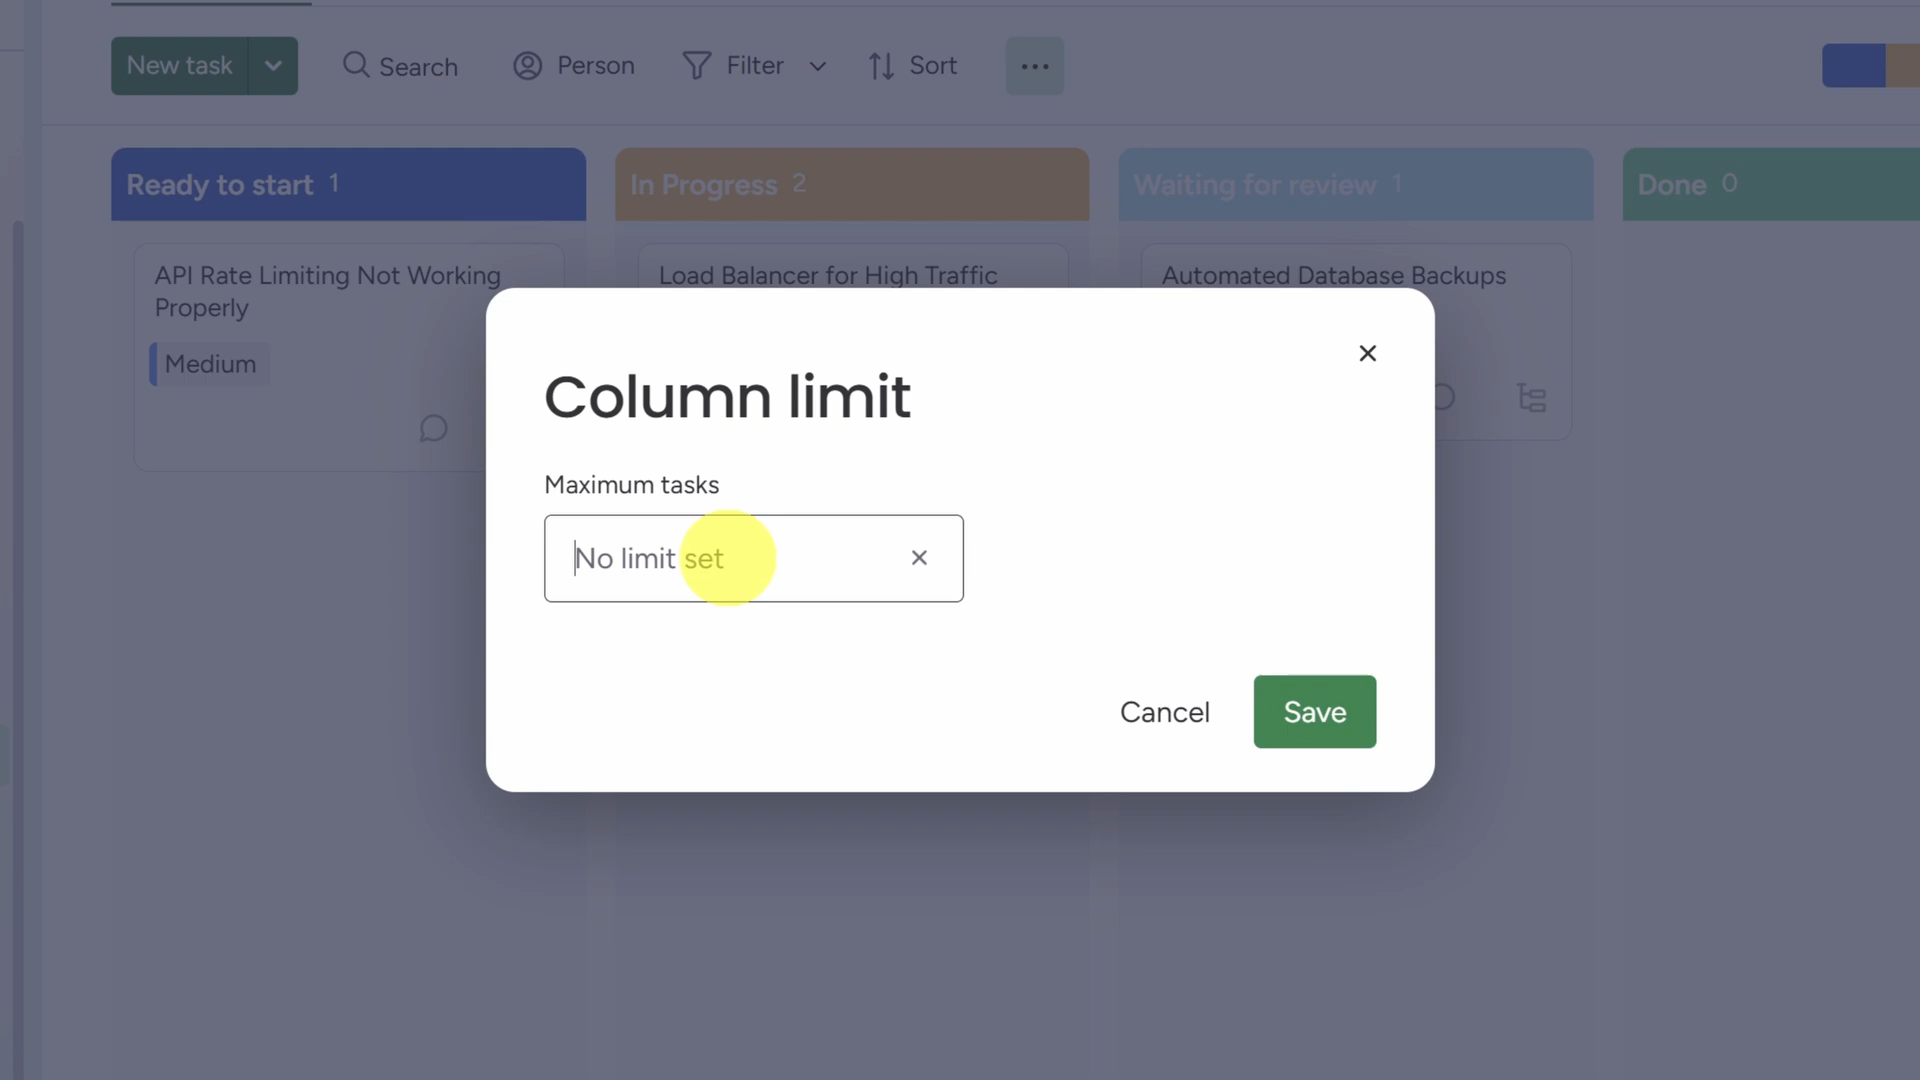 New task
Search
Person
Filter
Sort
Ready to start 1
In Progress 2
Waiting for review 1
Done 0
API Rate Limiting Not Working
Properly
Medium
Load Balancer for High Traffic
Automated Database Backups
Column limit
Maximum tasks
No limit set
Cancel
Save